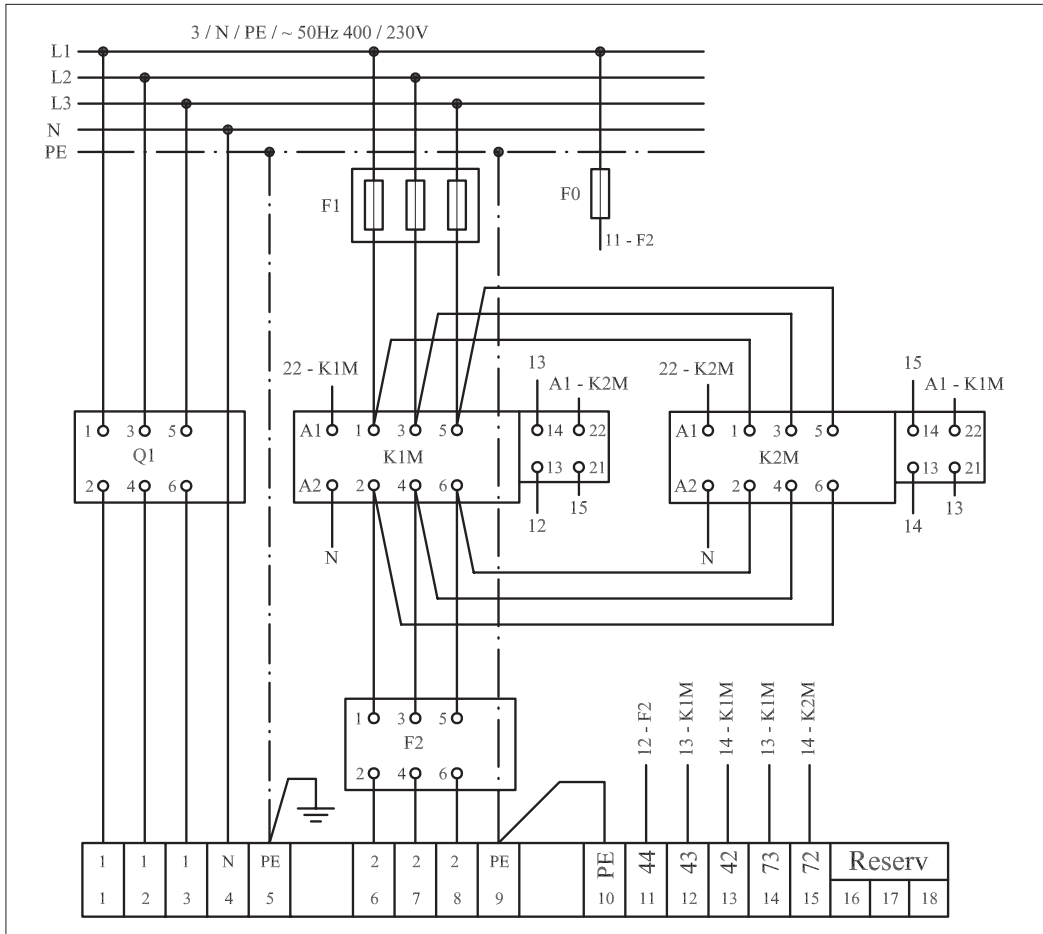 3 / N / PE / ~ 50Hz 400 / 230V
L1
L2
L3
N
PE
F1
F0
11 - F2
22 - K1M
13
A1 - K2M
22 - K2M
15
A1 - K1M
1 3 5
Q1
2 4 6
A1 1 3 5 14 22
K1M
A2 2 4 6 13 21
N
12
15
A1 1 3 5 14 22
K2M
A2 2 4 6 13 21
N
14
13
1 3 5
F2
2 4 6
12 - F2
13 - K1M
14 - K1M
13 - K1M
14 - K2M
1 1 1 N PE 2 2 2 PE PE 44 43 42 73 72 Reserv
1 2 3 4 5 6 7 8 9 10 11 12 13 14 15 16 17 18